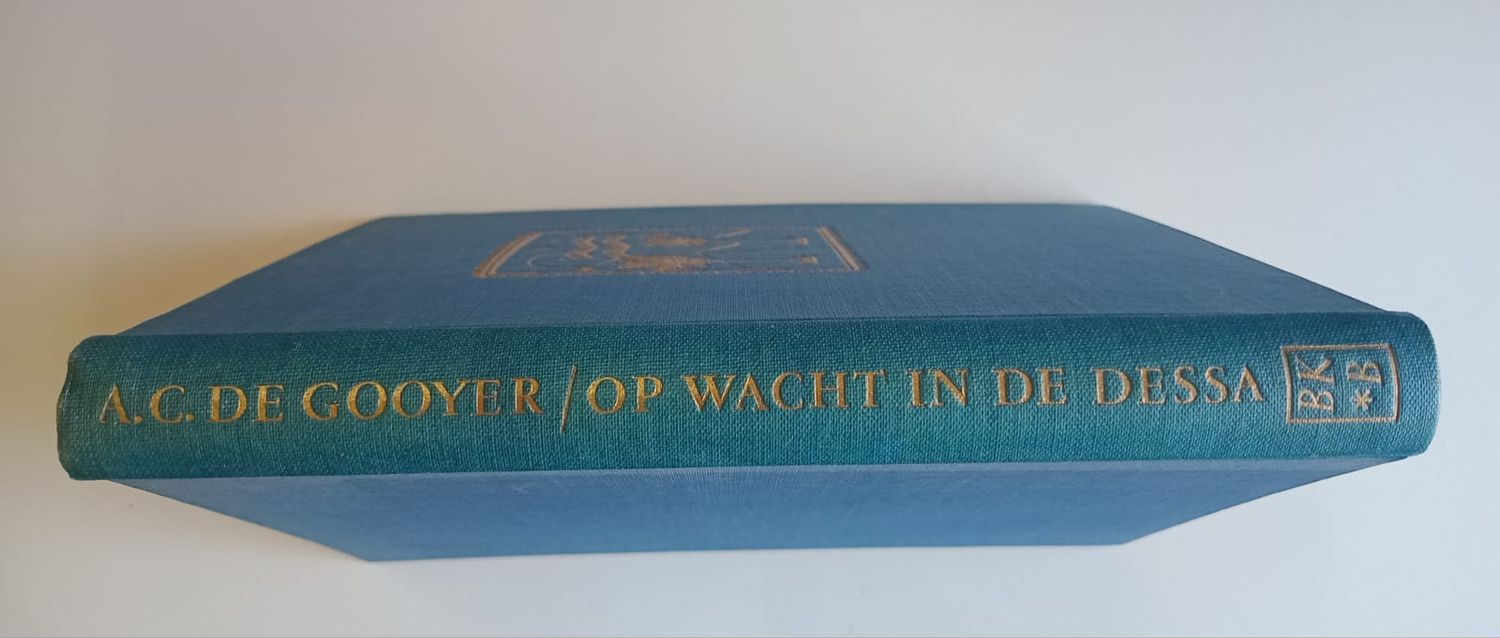 A.C. DE GOOYER / OP WACHT IN DE DESSA
BK
*B